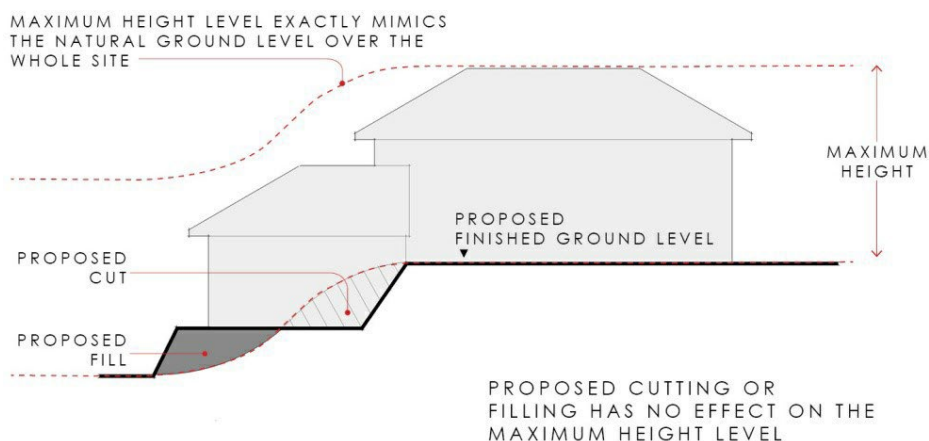 MAXIMUM HEIGHT LEVEL EXACTLY MIMICS
THE NATURAL GROUND LEVEL OVER THE
WHOLE SITE
MAXIMUM
HEIGHT
PROPOSED
FINISHED GROUND LEVEL
PROPOSED
CUT
PROPOSED
FILL
PROPOSED CUTTING OR
FILLING HAS NO EFFECT ON THE
MAXIMUM HEIGHT LEVEL